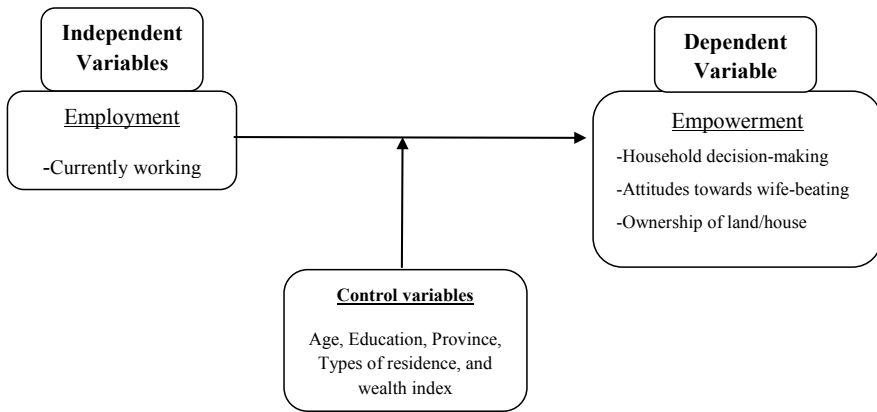 Independent
Variables
Employment
-Currently working
Dependent
Variable
Empowerment
-Household decision-making
-Attitudes towards wife-beating
-Ownership of land/house
Control variables
Age, Education, Province,
Types of residence, and
wealth index